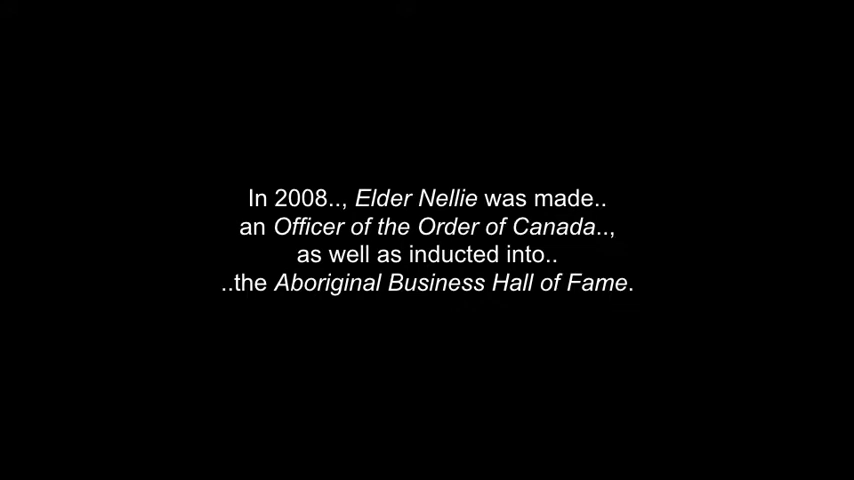 In 2008.., Elder Nellie was made..
an Officer of the Order of Canada..,
as well as inducted into..
..the Aboriginal Business Hall of Fame.